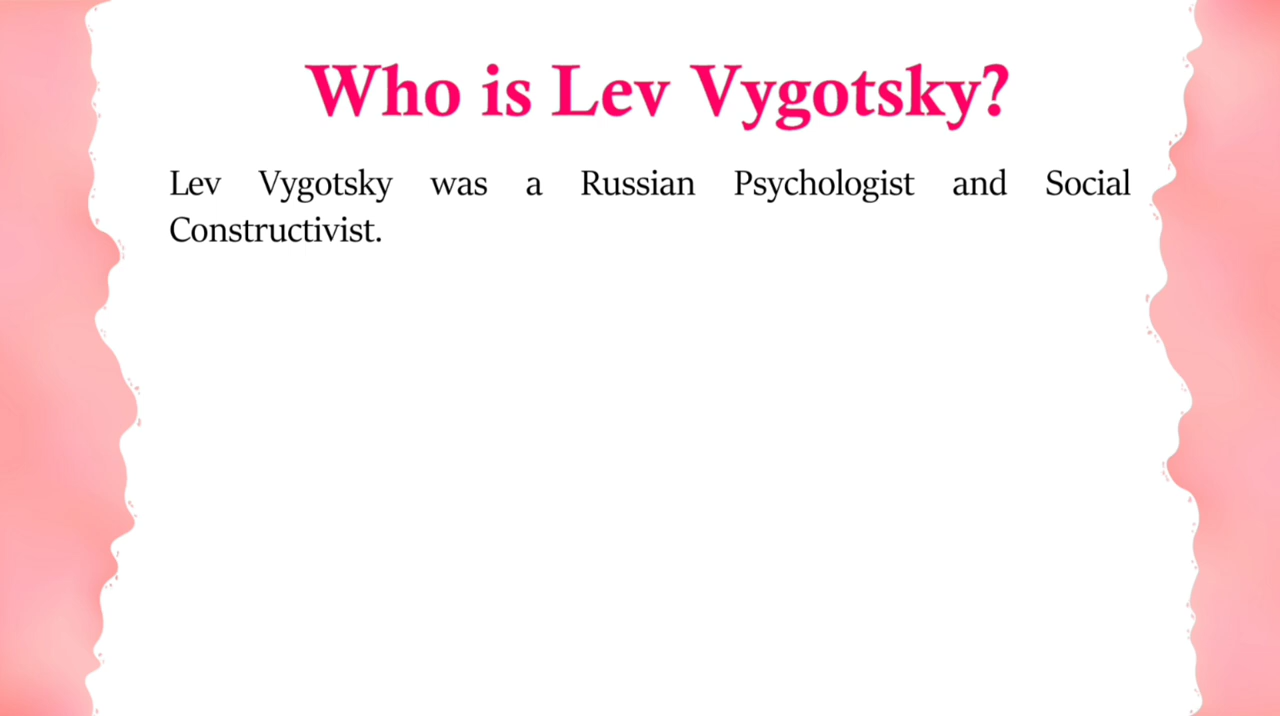 Who is Lev Vygotsky?
Lev Vygotsky was a Russian Psychologist and Social
Constructivist.